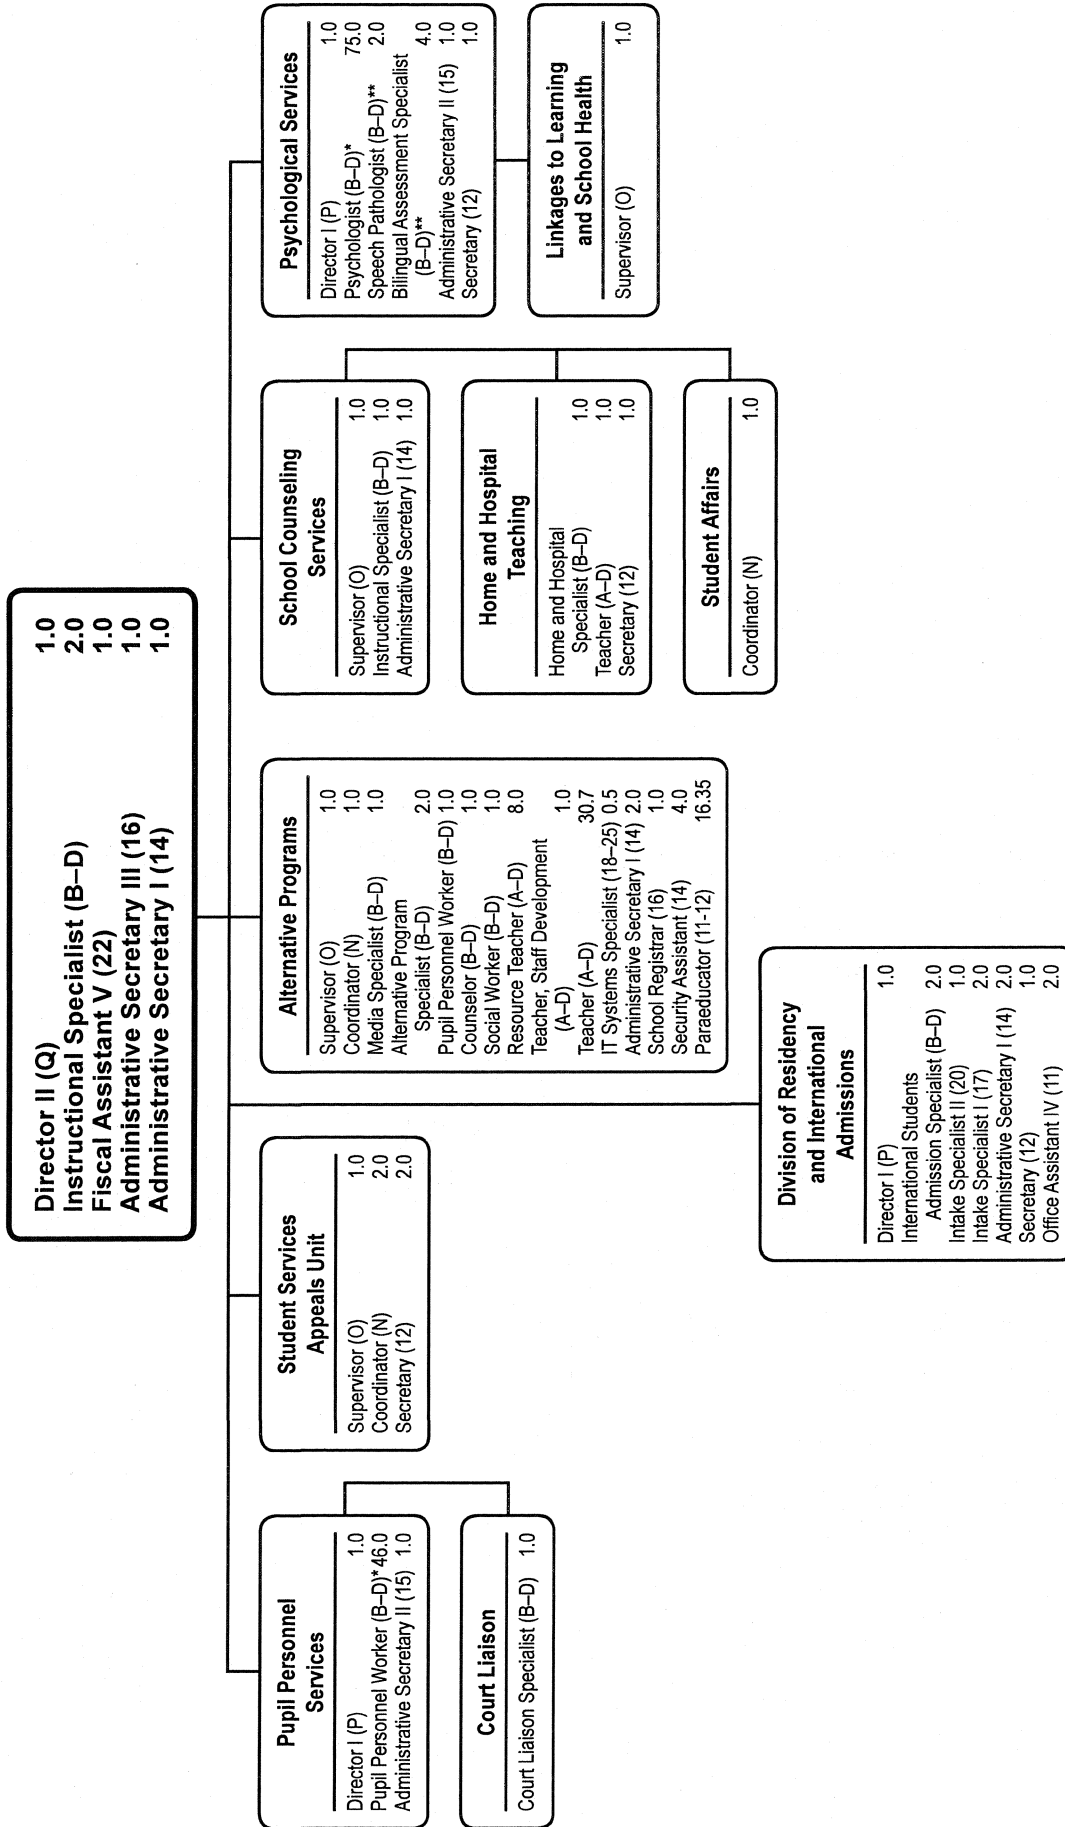 Director II (Q) 1.0
Instructional Specialist (B–D) 2.0
Fiscal Assistant V (22) 1.0
Administrative Secretary III (16) 1.0
Administrative Secretary I (14) 1.0
Pupil Personnel
Services
Director I (P) 1.0
Pupil Personnel Worker (B–D)* 46.0
Administrative Secretary II (15) 1.0
Court Liaison
Court Liaison Specialist (B–D) 1.0
Student Services
Appeals Unit
Supervisor (O) 1.0
Coordinator (N) 2.0
Secretary (12) 2.0
Alternative Programs
Supervisor (O) 1.0
Coordinator (N) 1.0
Media Specialist (B–D) 1.0
Alternative Program
Specialist (B–D) 2.0
Pupil Personnel Worker (B–D) 1.0
Counselor (B–D) 1.0
Social Worker (B–D) 1.0
Resource Teacher (A–D) 8.0
Teacher, Staff Development
(A–D) 1.0
Teacher (A–D) 30.7
IT Systems Specialist (18–25) 0.5
Administrative Secretary I (14) 2.0
School Registrar (16) 1.0
Security Assistant (14) 4.0
Paraeducator (11-12) 16.35
Division of Residency
and International
Admissions
Director I (P) 1.0
International Students
Admission Specialist (B–D) 2.0
Intake Specialist II (20) 1.0
Intake Specialist I (17) 2.0
Administrative Secretary I (14) 2.0
Secretary (12) 1.0
Office Assistant IV (11) 2.0
School Counseling
Services
Supervisor (O) 1.0
Instructional Specialist (B–D) 1.0
Administrative Secretary I (14) 1.0
Home and Hospital
Teaching
Home and Hospital
Specialist (B–D) 1.0
Teacher (A–D) 1.0
Secretary (12) 1.0
Student Affairs
Coordinator (N) 1.0
Psychological Services
Director I (P) 1.0
Psychologist (B–D)* 75.0
Speech Pathologist (B–D)** 2.0
Bilingual Assessment Specialist
(B–D)** 4.0
Administrative Secretary II (15) 1.0
Secretary (12) 1.0
Linkages to Learning
and School Health
Supervisor (O) 1.0